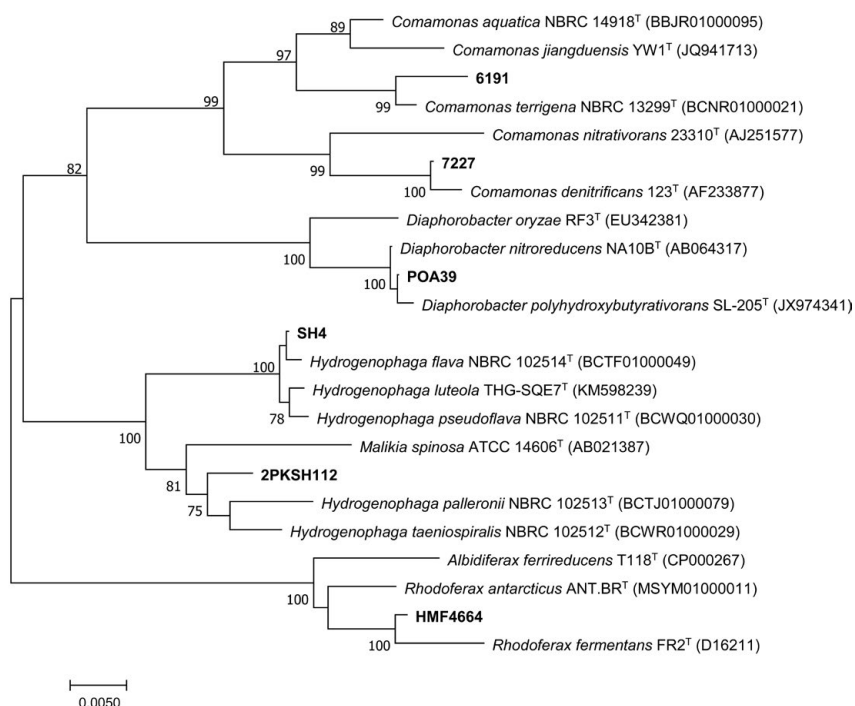 89
Comamonas aquatica NBRC 14918ᵀ (BBJR01000095)
97
Comamonas jiangduensis YW1ᵀ (JQ941713)
6191
99
99
Comamonas terrigena NBRC 13299ᵀ (BCNR01000021)
Comamonas nitrativorans 23310ᵀ (AJ251577)
82
99
7227
100
Comamonas denitrificans 123ᵀ (AF233877)
Diaphorobacter oryzae RF3ᵀ (EU342381)
100
Diaphorobacter nitroreducens NA10Bᵀ (AB064317)
100
POA39
Diaphorobacter polyhydroxybutyrativorans SL-205ᵀ (JX974341)
SH4
100
Hydrogenophaga flava NBRC 102514ᵀ (BCTF01000049)
Hydrogenophaga luteola THG-SQE7ᵀ (KM598239)
78
Hydrogenophaga pseudoflava NBRC 102511ᵀ (BCWQ01000030)
100
Malikia spinosa ATCC 14606ᵀ (AB021387)
81
2PKSH112
75
Hydrogenophaga palleronii NBRC 102513ᵀ (BCTJ01000079)
Hydrogenophaga taeniospiralis NBRC 102512ᵀ (BCWR01000029)
Albidiferax ferrireducens T118ᵀ (CP000267)
100
Rhodoferax antarcticus ANT.BRᵀ (MSYM01000011)
HMF4664
100
Rhodoferax fermentans FR2ᵀ (D16211)
0.0050